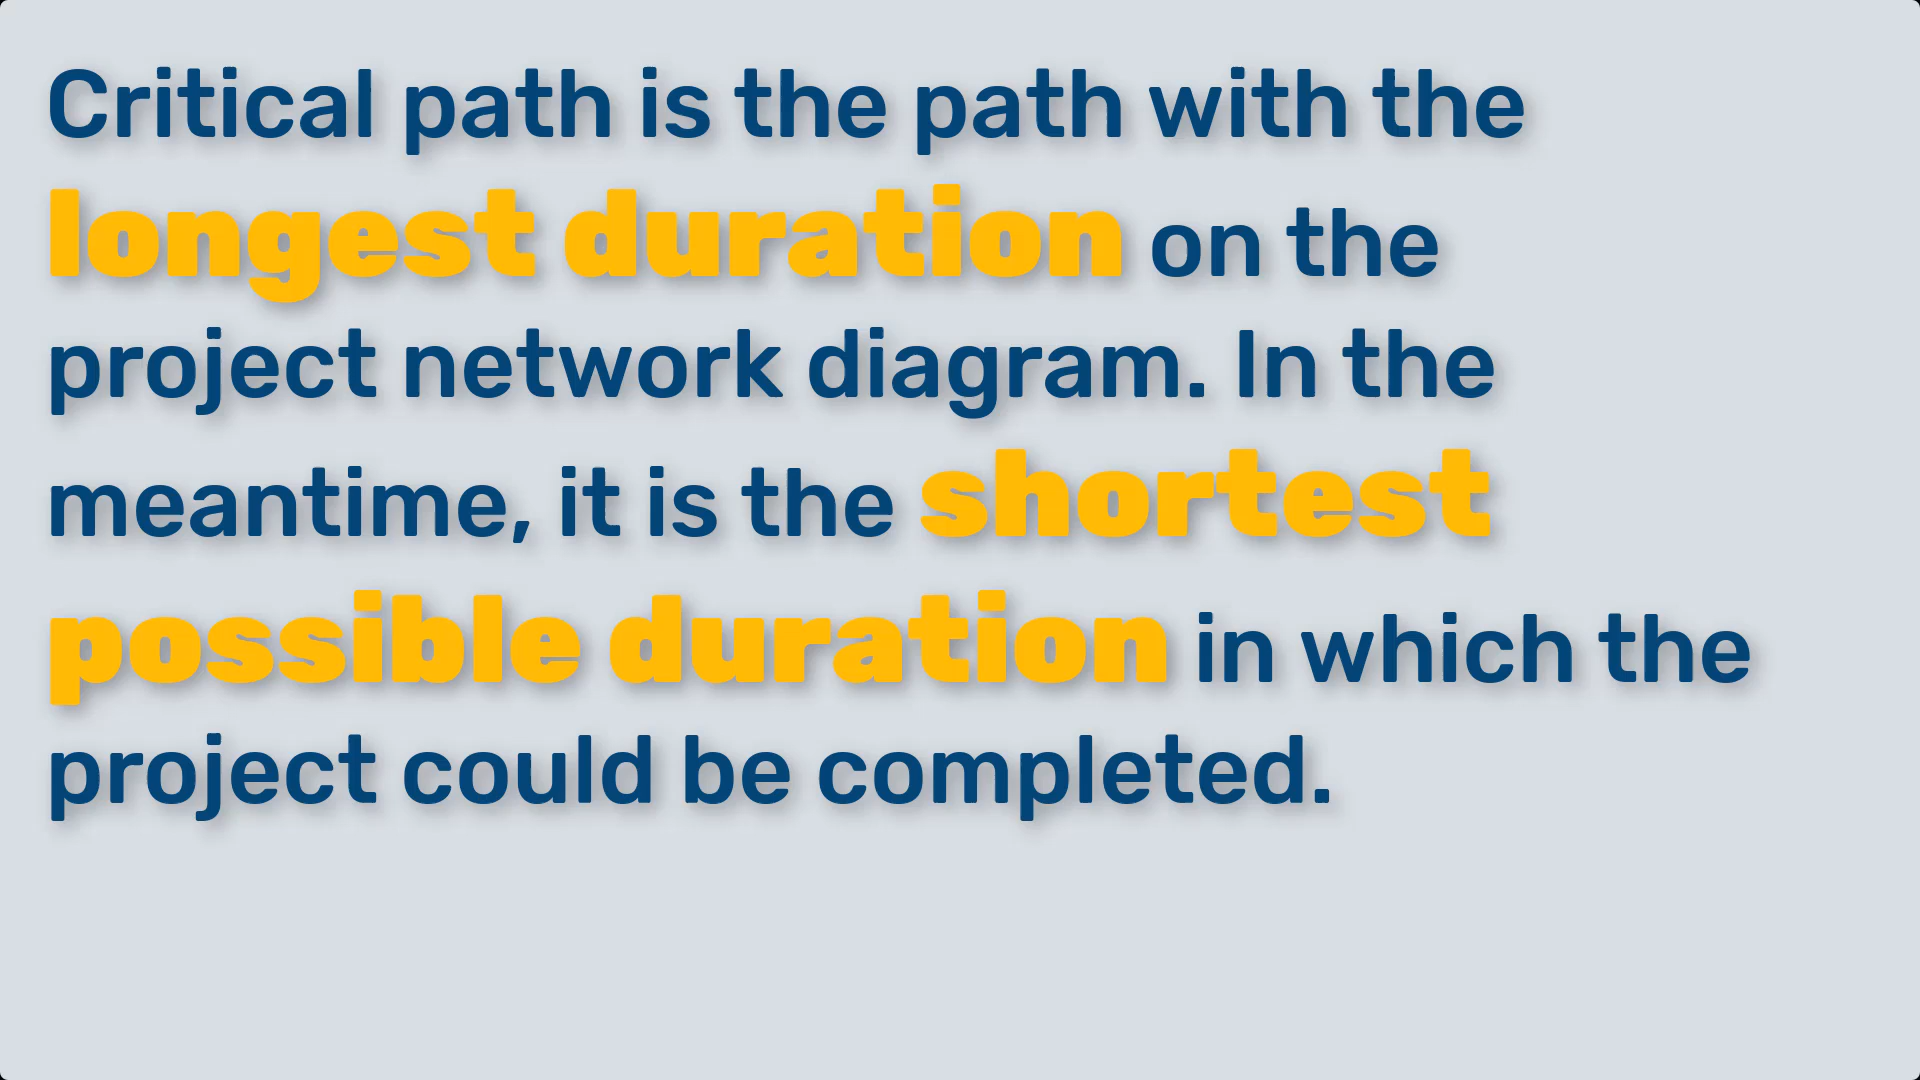 Critical path is the path with the
longest duration on the
project network diagram. In the
meantime, it is the shortest
possible duration in which the
project could be completed.